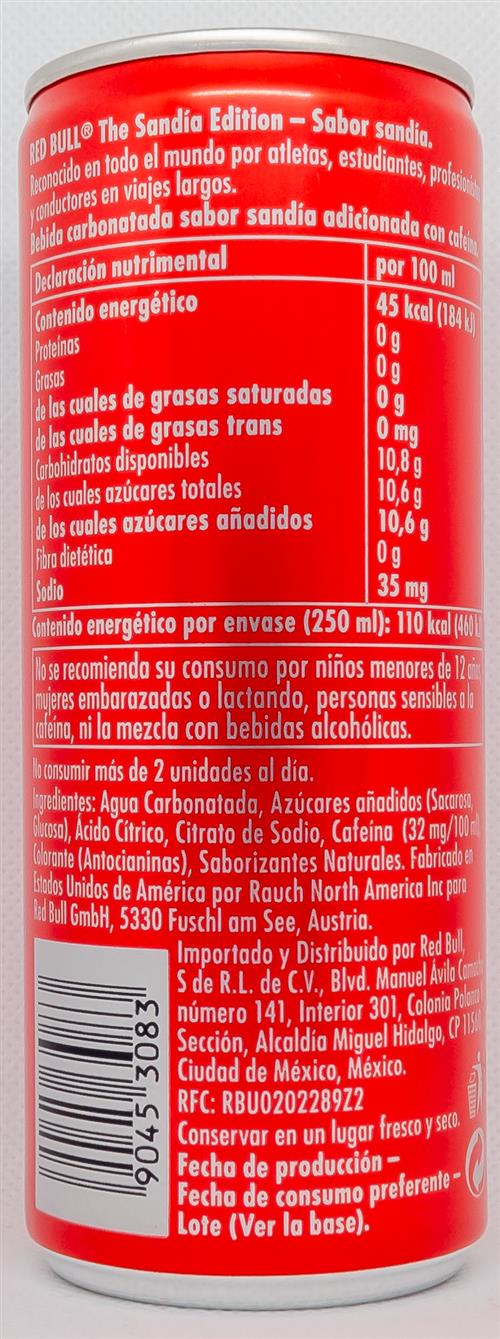 RED BULL® The Sandía Edition – Sabor sandía.
Reconocido en todo el mundo por atletas, estudiantes, profesionistas
y conductores en viajes largos.
Bebida carbonatada sabor sandía adicionada con cafeína.
Declaración nutrimental por 100 ml
Contenido energético 45 kcal (184 kJ)
Proteínas 0 g
Grasas 0 g
de las cuales de grasas saturadas 0 g
de las cuales de grasas trans 0 mg
Carbohidratos disponibles 10,8 g
de los cuales azúcares totales 10,6 g
de los cuales azúcares añadidos 10,6 g
Fibra dietética 0 g
Sodio 35 mg
Contenido energético por envase (250 ml): 110 kcal (460 kJ)
No se recomienda su consumo por niños menores de 12 años,
mujeres embarazadas o lactando, personas sensibles a la
cafeína, ni la mezcla con bebidas alcohólicas.
No consumir más de 2 unidades al día.
Ingredientes: Agua Carbonatada, Azúcares añadidos (Sacarosa,
Glucosa), Ácido Cítrico, Citrato de Sodio, Cafeína (32 mg/100 ml),
Colorante (Antocianinas), Saborizantes Naturales. Fabricado en
Estados Unidos de América por Rauch North America Inc para
Red Bull GmbH, 5330 Fuschl am See, Austria.
Importado y Distribuido por Red Bull,
S de R.L. de C.V., Blvd. Manuel Ávila Camacho
número 141, Interior 301, Colonia Polanco
Sección, Alcaldía Miguel Hidalgo, CP 11560
Ciudad de México, México.
RFC: RBU0202289Z2
Conservar en un lugar fresco y seco.
Fecha de producción –
Fecha de consumo preferente –
Lote (Ver la base).
9045 13083